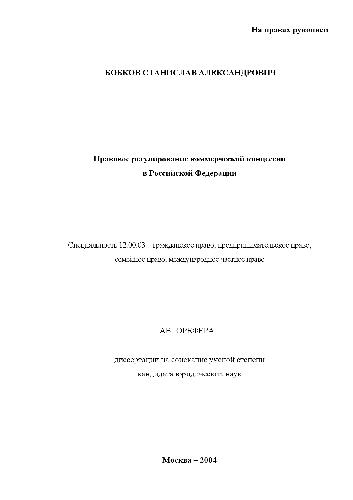 На правах рукописи
БОБКОВ СТАНИСЛАВ АЛЕКСАНДРОВИЧ
Правовое регулирование коммерческой концессии
в Российской Федерации
Специальность 12.00.03 – гражданское право, предпринимательское право,
семейное право, международное частное право
АВТОРЕФЕРАТ
диссертации на соискание ученой степени
кандидата юридических наук
Москва – 2004